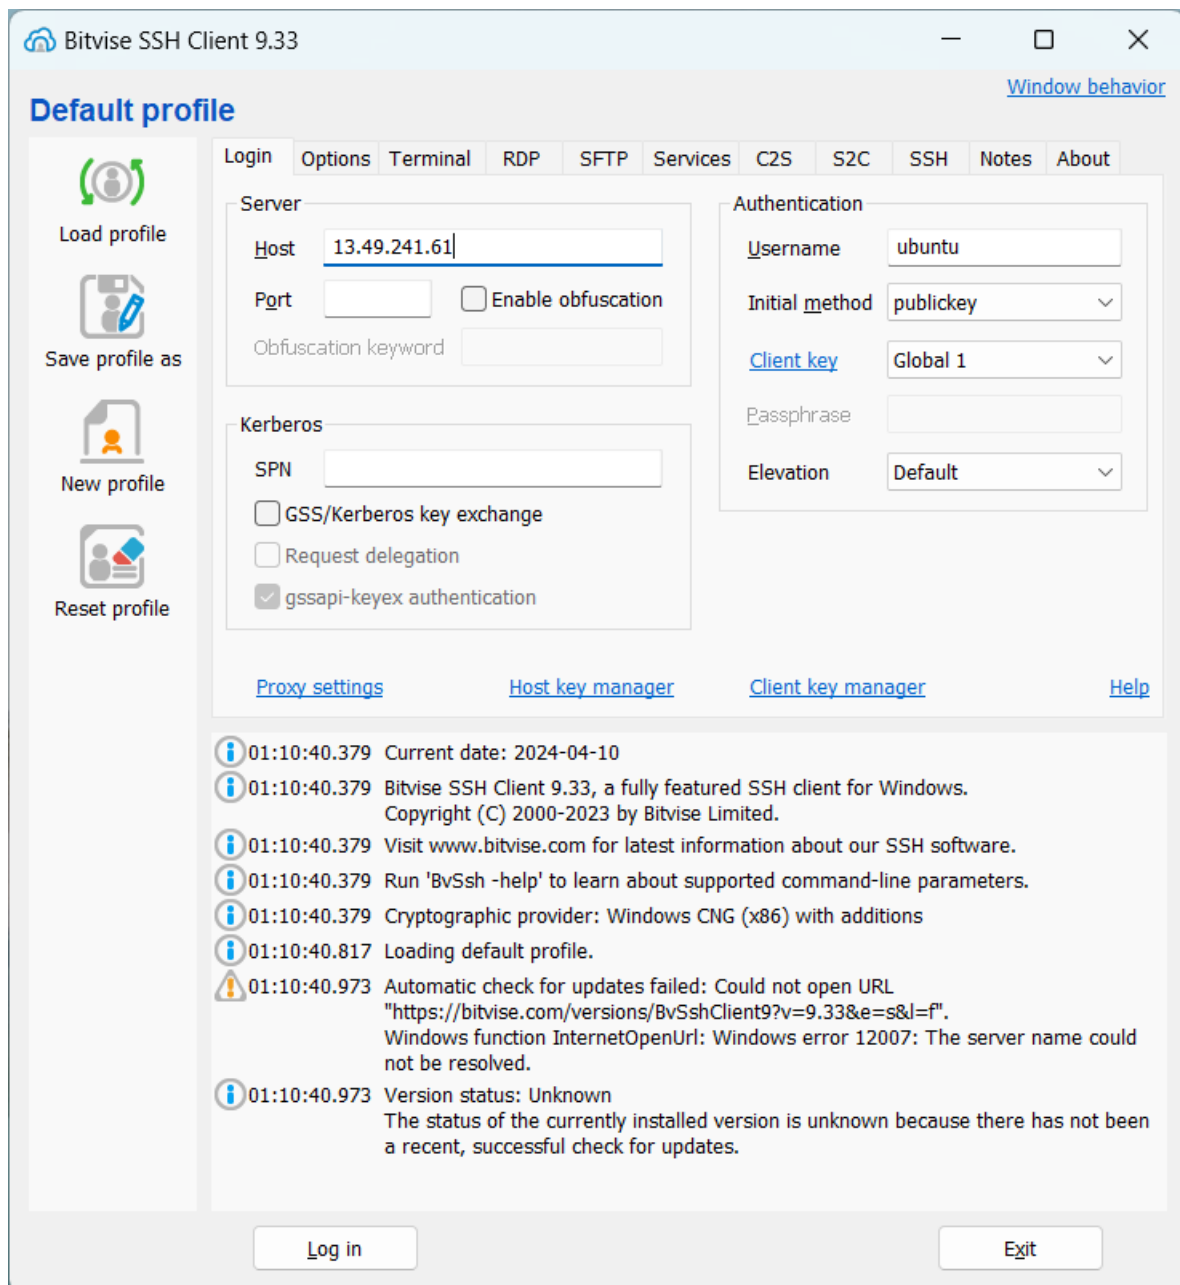 Bitvise SSH Client 9.33
Window behavior
Default profile
Load profile
Save profile as
New profile
Reset profile
Login Options Terminal RDP SFTP Services C2S S2C SSH Notes About
Server
Host 13.49.241.61
Port Enable obfuscation
Obfuscation keyword
Kerberos
SPN
GSS/Kerberos key exchange
Request delegation
gssapi-keyex authentication
Authentication
Username ubuntu
Initial method publickey
Client key Global 1
Passphrase
Elevation Default
Proxy settings Host key manager Client key manager Help
01:10:40.379 Current date: 2024-04-10
01:10:40.379 Bitvise SSH Client 9.33, a fully featured SSH client for Windows.
Copyright (C) 2000-2023 by Bitvise Limited.
01:10:40.379 Visit www.bitvise.com for latest information about our SSH software.
01:10:40.379 Run 'BvSsh -help' to learn about supported command-line parameters.
01:10:40.379 Cryptographic provider: Windows CNG (x86) with additions
01:10:40.817 Loading default profile.
01:10:40.973 Automatic check for updates failed: Could not open URL
"https://bitvise.com/versions/BvSshClient9?v=9.33&e=s&l=f".
Windows function InternetOpenUrl: Windows error 12007: The server name could
not be resolved.
01:10:40.973 Version status: Unknown
The status of the currently installed version is unknown because there has not been
a recent, successful check for updates.
Log in Exit